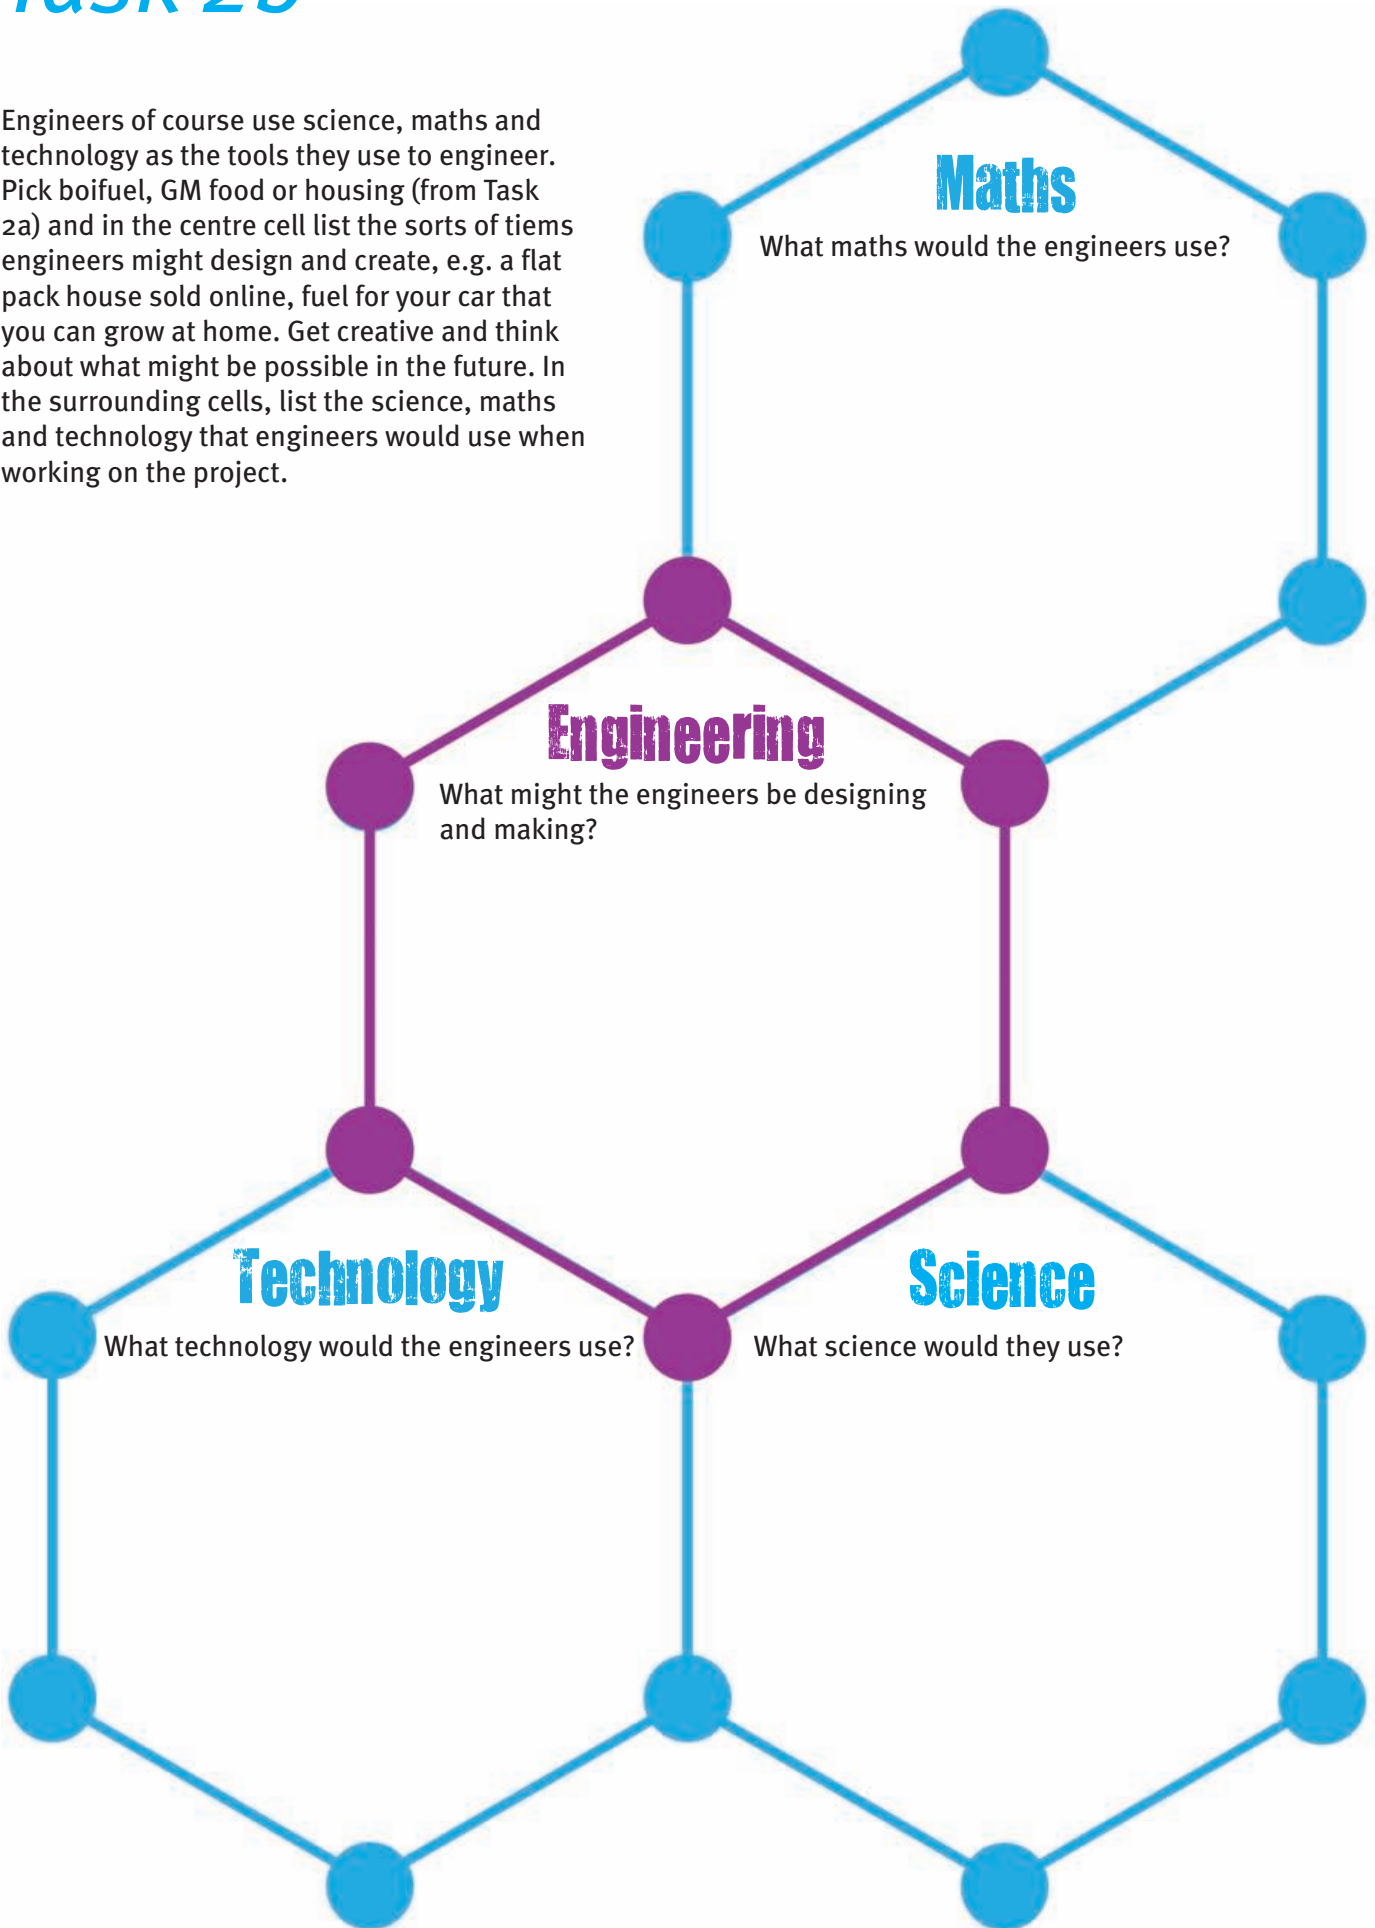 Task 2b
Engineers of course use science, maths and
technology as the tools they use to engineer.
Pick boifuel, GM food or housing (from Task
2a) and in the centre cell list the sorts of tiems
engineers might design and create, e.g. a flat
pack house sold online, fuel for your car that
you can grow at home. Get creative and think
about what might be possible in the future. In
the surrounding cells, list the science, maths
and technology that engineers would use when
working on the project.
Maths
What maths would the engineers use?
Engineering
What might the engineers be designing
and making?
Technology
What technology would the engineers use?
Science
What science would they use?